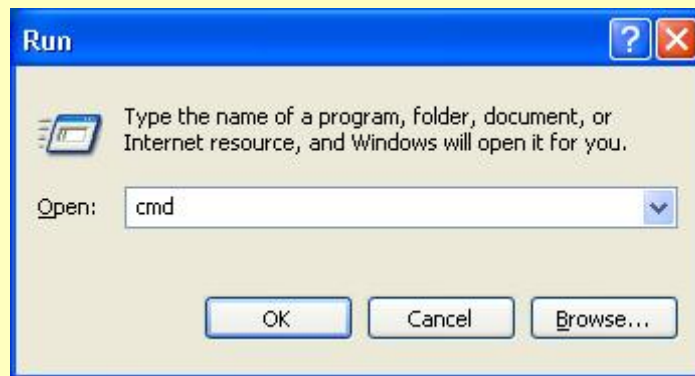 Run
Type the name of a program, folder, document, or
Internet resource, and Windows will open it for you.
Open: cmd
OK Cancel Browse...